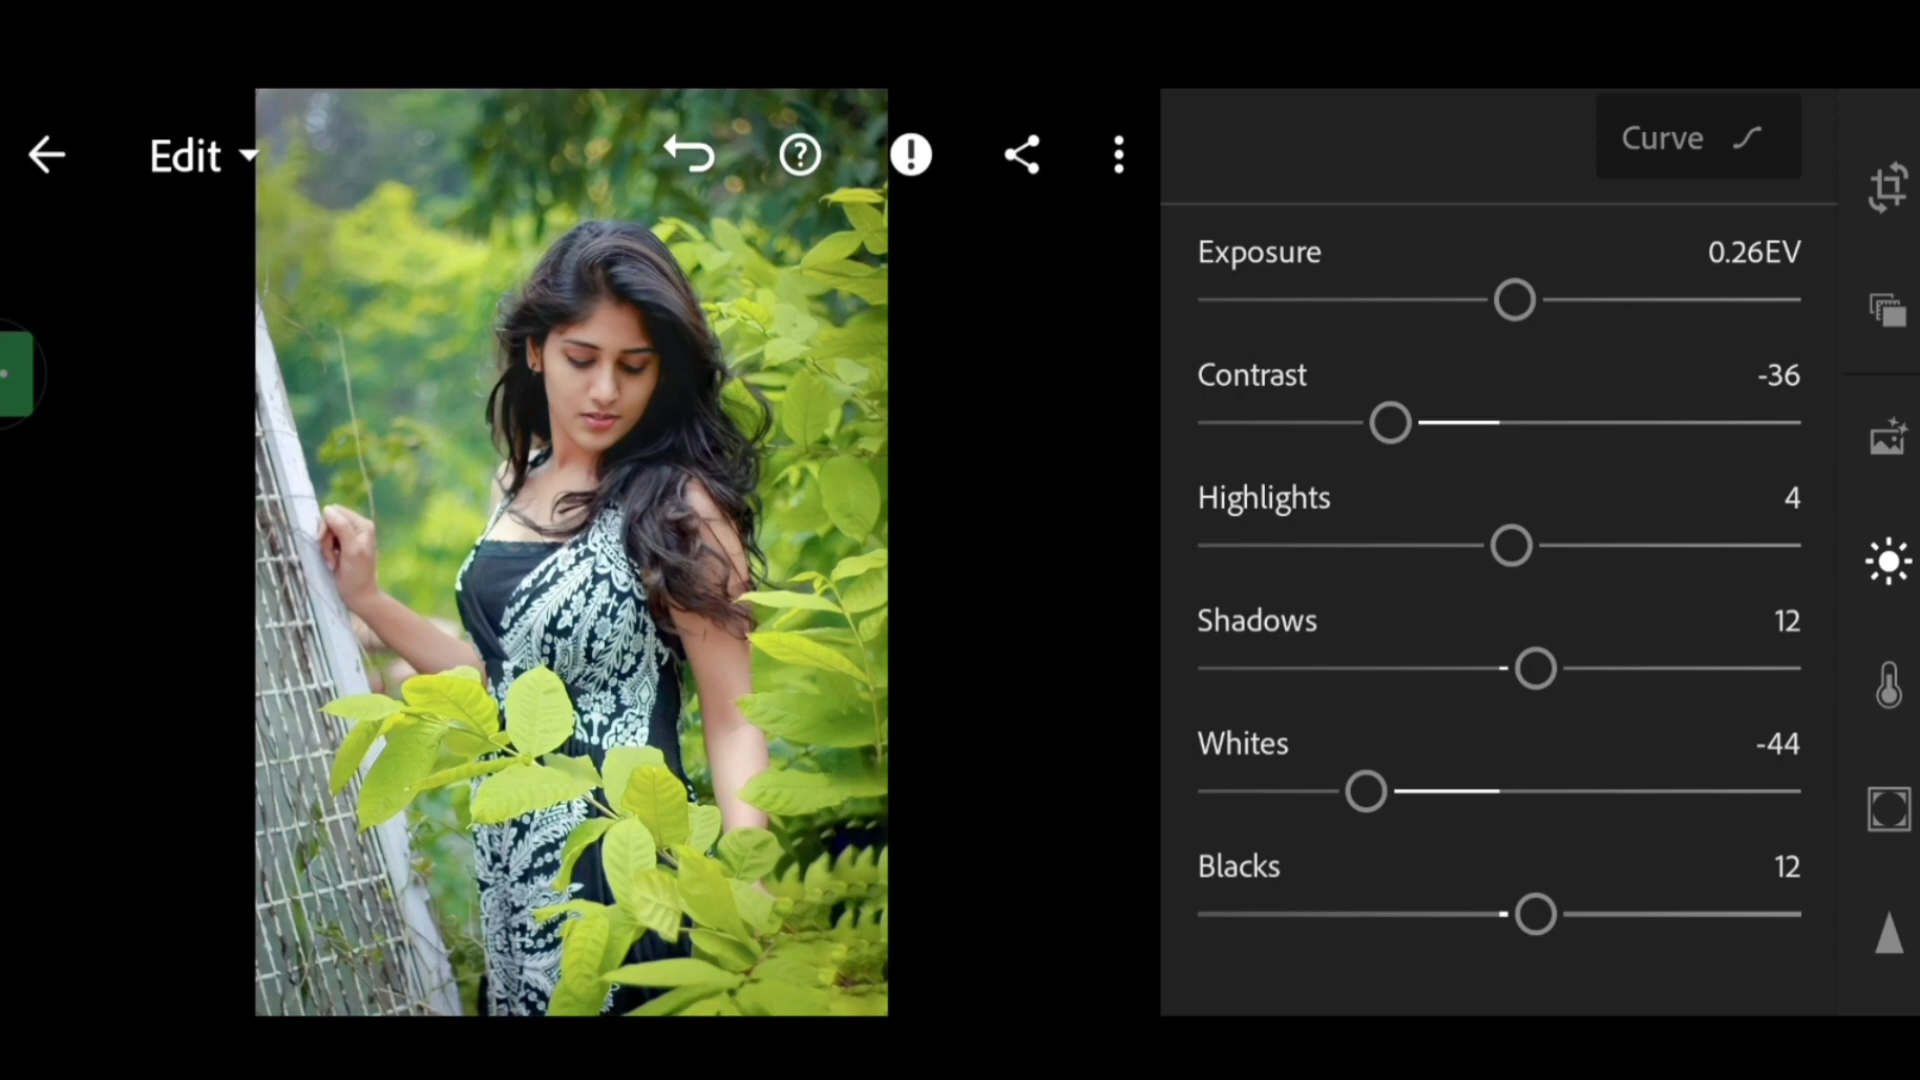 Edit
Curve
Exposure 0.26EV
Contrast -36
Highlights 4
Shadows 12
Whites -44
Blacks 12